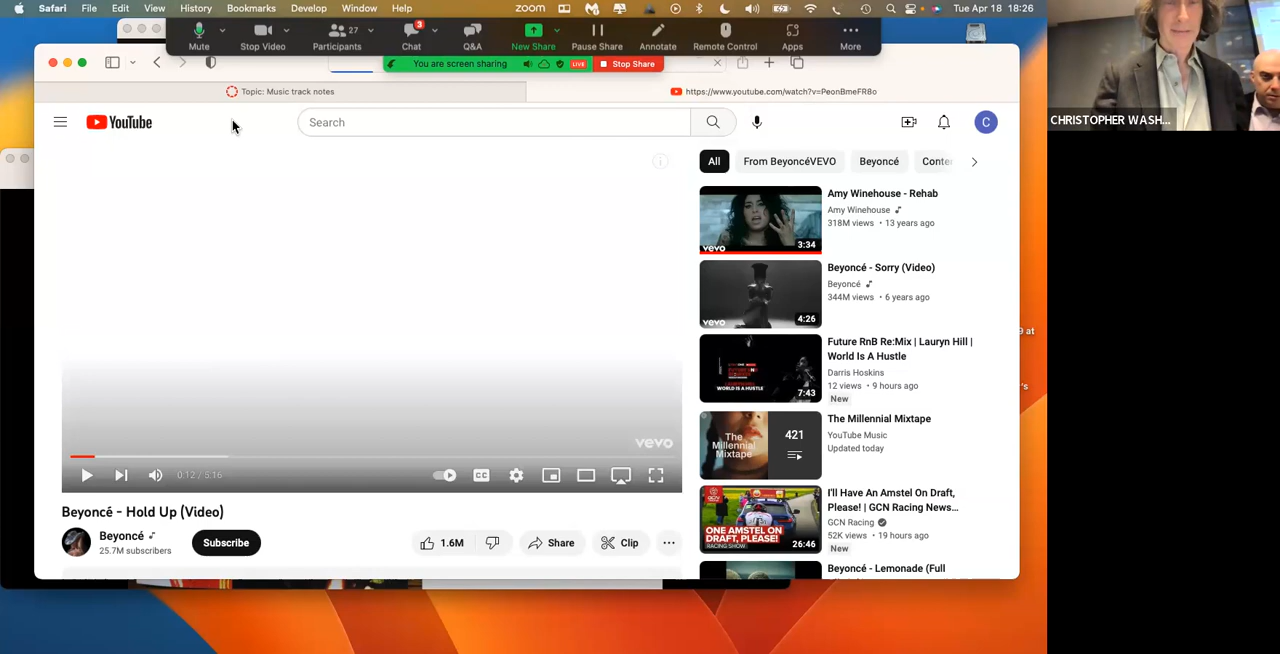 Safari File Edit View History Bookmarks Develop Window Help zoom Tue Apr 18 18:26
27
3
Mute Stop Video Participants Chat Q&A New Share Pause Share Annotate Remote Control Apps More
You are screen sharing LIVE Stop Share
Topic: Music track notes
https://www.youtube.com/watch?v=PeonBmeFR8o
YouTube
Search
C
CHRISTOPHER WASH...
All From BeyoncéVEVO Beyoncé Conte
Amy Winehouse - Rehab
Amy Winehouse
318M views • 13 years ago
vevo
3:34
Beyoncé - Sorry (Video)
Beyoncé
344M views • 6 years ago
vevo
4:26
9 at
Future RnB Re:Mix | Lauryn Hill |
World Is A Hustle
Darris Hoskins
12 views • 9 hours ago
New
7:43
's
The Millennial Mixtape
YouTube Music
Updated today
The
Millennial
Mixtape
421
vevo
0:12 / 5:16
CC
I'll Have An Amstel On Draft,
Please! | GCN Racing News...
GCN Racing
52K views • 19 hours ago
New
ONE AMSTEL ON
DRAFT, PLEASE!
RACING SHOW
26:46
Beyoncé - Hold Up (Video)
Beyoncé
25.7M subscribers
Subscribe
1.6M
Share
Clip
Beyoncé - Lemonade (Full